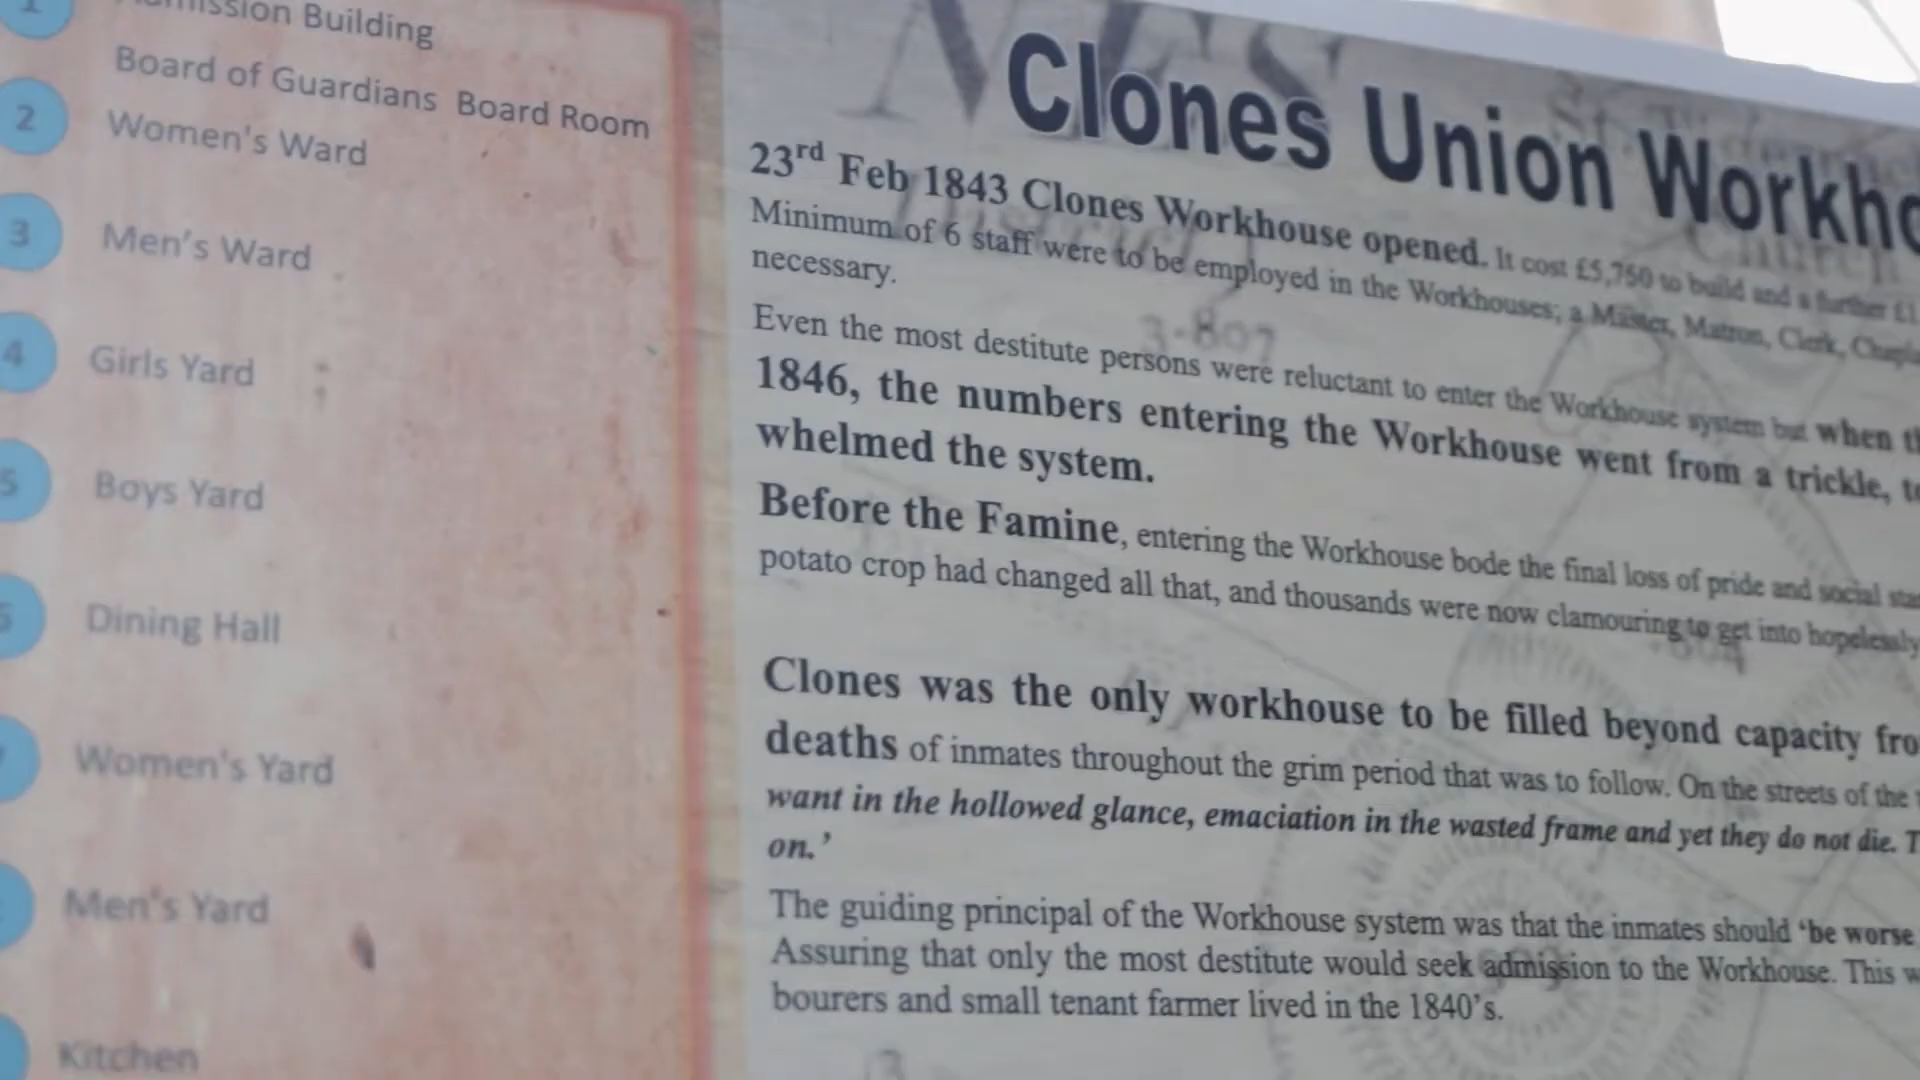 1
Admission Building
Board of Guardians Board Room
2
Women's Ward
3
Men's Ward
4
Girls Yard
5
Boys Yard
6
Dining Hall
7
Women's Yard
Men's Yard
Kitchen
Clones Union
23rd Feb 1843 Clones Workhouse opened. It cost £5,750 to build and a further
Minimum of 6 staff were to be employed in the Workhouses; a Master, Matron, Clerk,
necessary.
3-807
Even the most destitute persons were reluctant to enter the Workhouse system but when
1846, the numbers entering the Workhouse went from a trickle,
whelmed the system.
Before the Famine, entering the Workhouse bode the final loss of pride and social
potato crop had changed all that, and thousands were now clamouring to get into hopelessly
Clones was the only workhouse to be filled beyond capacity
deaths of inmates throughout the grim period that was to follow. On the streets of the
want in the hollowed glance, emaciation in the wasted frame and yet they do not die.
on.'
The guiding principal of the Workhouse system was that the inmates should 'be worse
Assuring that only the most destitute would seek admission to the Workhouse. This
bourers and small tenant farmer lived in the 1840's.